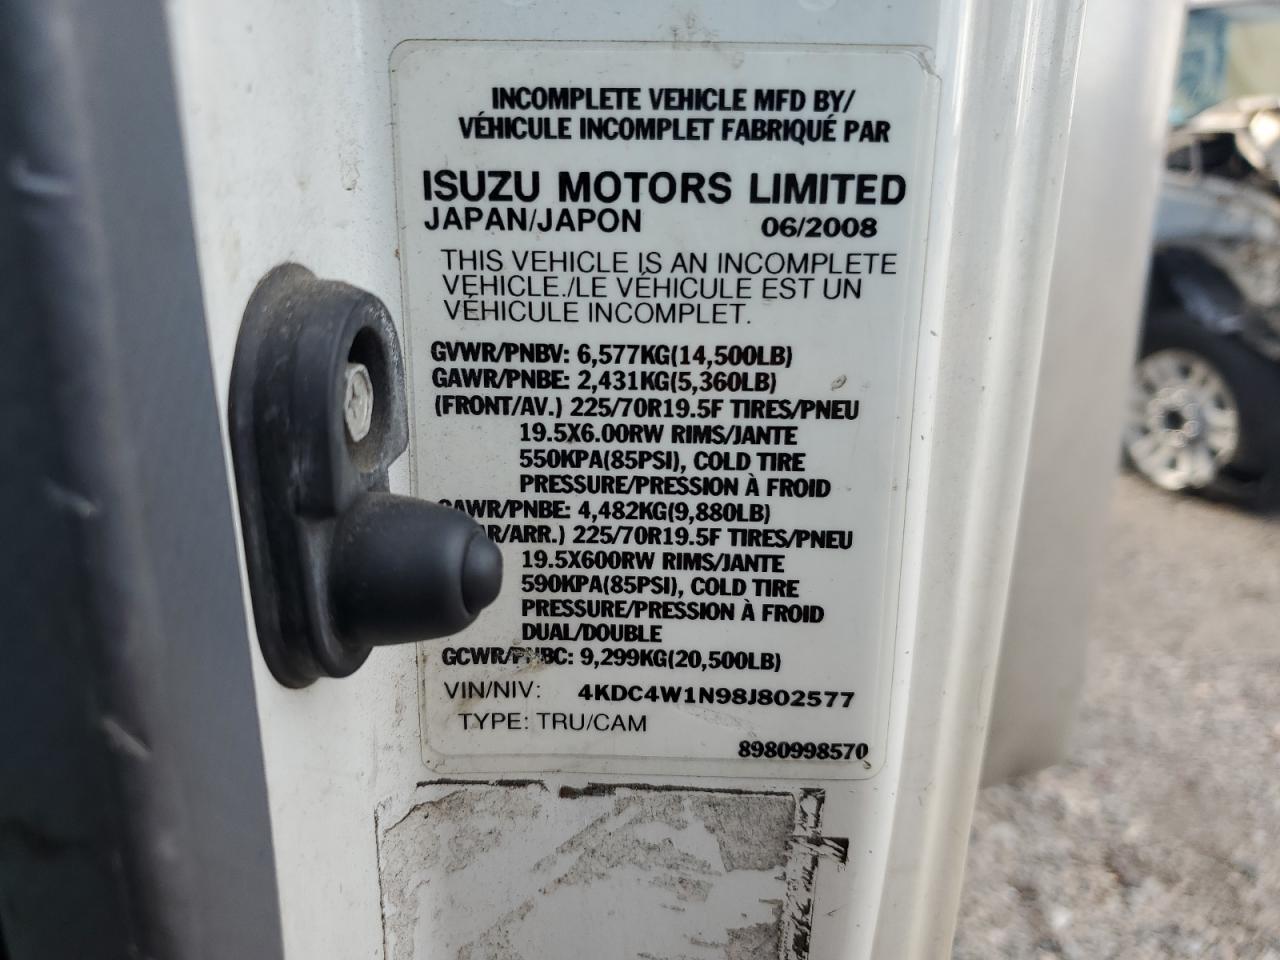 INCOMPLETE VEHICLE MFD BY/
VÉHICULE INCOMPLET FABRIQUÉ PAR
ISUZU MOTORS LIMITED
JAPAN/JAPON 06/2008
THIS VEHICLE IS AN INCOMPLETE
VEHICLE./LE VÉHICULE EST UN
VÉHICULE INCOMPLET.
GVWR/PNBV: 6,577KG(14,500LB)
GAWR/PNBE: 2,431KG(5,360LB)
(FRONT/AV.) 225/70R19.5F TIRES/PNEU
19.5X6.00RW RIMS/JANTE
550KPA(85PSI), COLD TIRE
PRESSURE/PRESSION À FROID
GAWR/PNBE: 4,482KG(9,880LB)
R/ARR.) 225/70R19.5F TIRES/PNEU
19.5X600RW RIMS/JANTE
590KPA(85PSI), COLD TIRE
PRESSURE/PRESSION À FROID
DUAL/DOUBLE
GCWR/PNBC: 9,299KG(20,500LB)
VIN/NIV: 4KDC4W1N98J802577
TYPE: TRU/CAM
8980998570